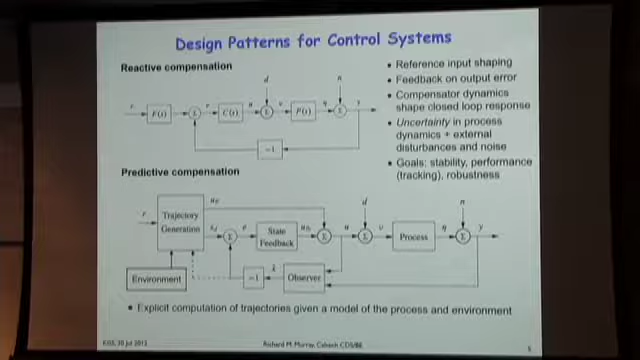 Design Patterns for Control Systems
Reactive compensation
• Reference input shaping
• Feedback on output error
• Compensator dynamics
shape closed loop response
• Uncertainty in process
dynamics + external
disturbances and noise
• Goals: stability, performance
(tracking), robustness
d
n
r
F(s)
Σ
e
C(s)
u
Σ
υ
P(s)
η
Σ
y
−1
Predictive compensation
r
Trajectory
Generation
Σ
e
State
Feedback
Σ
u
d
Σ
υ
Process
η
n
Σ
y
Environment
−1
Observer
• Explicit computation of trajectories given a model of the process and environment
Richard M. Murray, Caltech CDS/BE